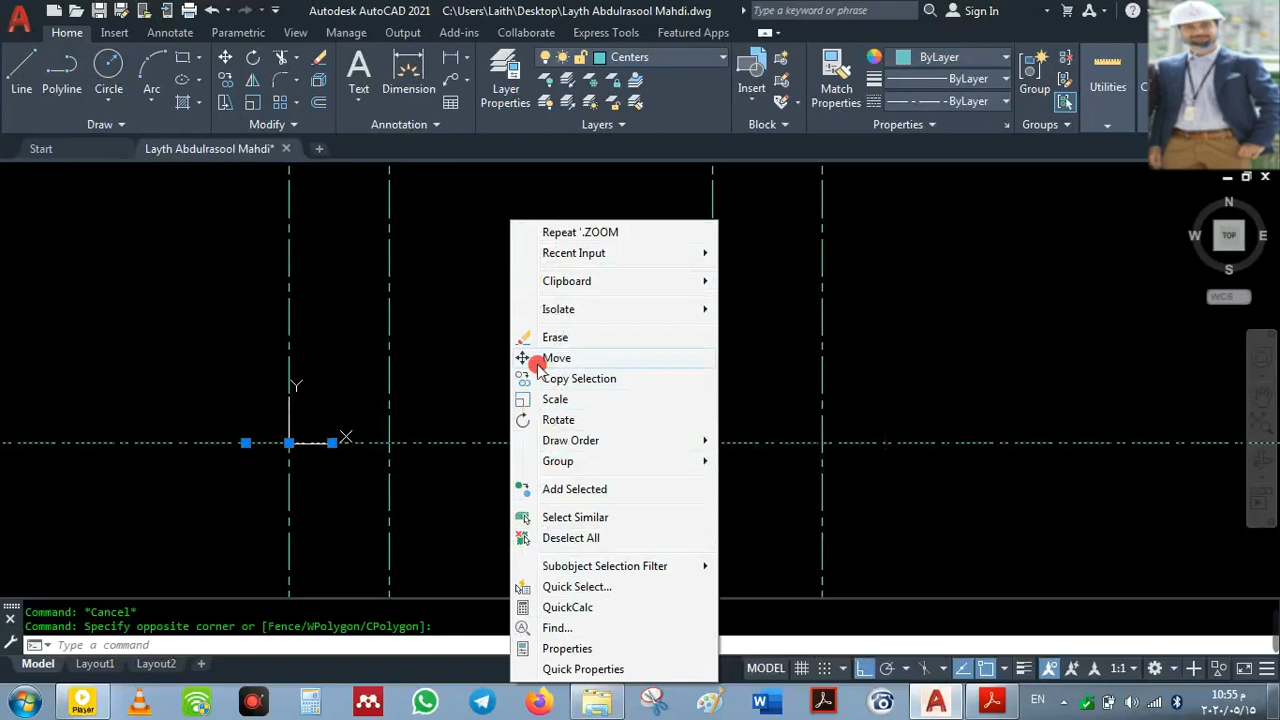 Autodesk AutoCAD 2021 C:\Users\Laith\Desktop\Layth Abdulrasool Mahdi.dwg
Type a keyword or phrase
Sign In
Home Insert Annotate Parametric View Manage Output Add-ins Collaborate Express Tools Featured Apps
Centers
ByLayer
ByLayer
ByLayer
Line Polyline Circle Arc
Text Dimension
Layer
Properties
Insert
Match
Properties
Group
Utilities
Draw Modify Annotation Layers Block Properties Groups
Start Layth Abdulrasool Mahdi*
N
W TOP E
S
WCS
Y
X
Repeat '.ZOOM
Recent Input
Clipboard
Isolate
Erase
Move
Copy Selection
Scale
Rotate
Draw Order
Group
Add Selected
Select Similar
Deselect All
Subobject Selection Filter
Quick Select...
QuickCalc
Find...
Properties
Quick Properties
Command: "Cancel"
Command: Specify opposite corner or [Fence/WPolygon/CPolygon]:
Type a command
Model Layout1 Layout2
MODEL 1:1
Player
EN
10:55 م
٢٠٢٠/٠٥/١٥